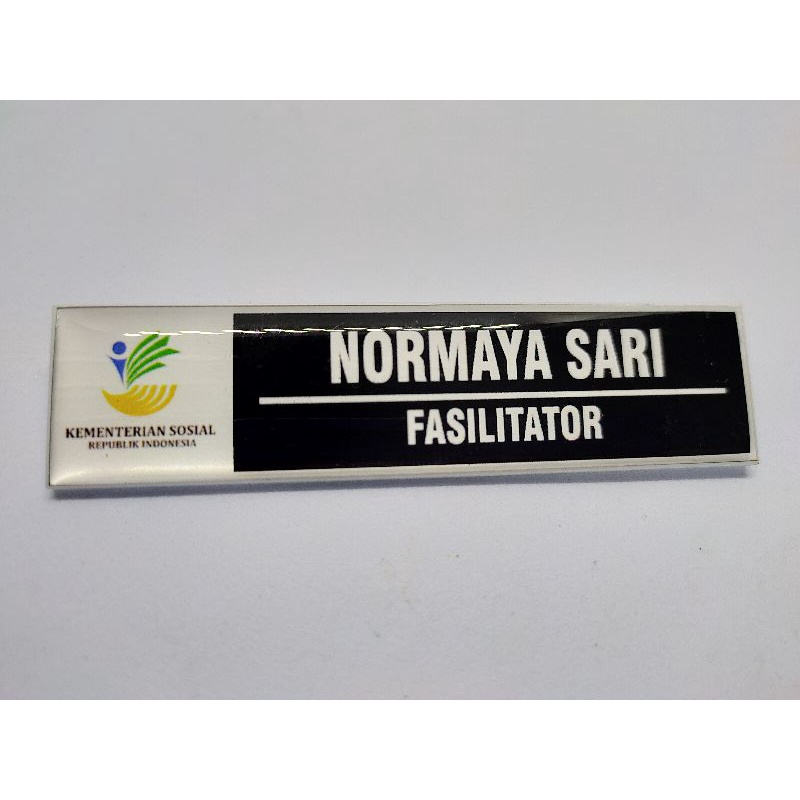 KEMENTERIAN SOSIAL
REPUBLIK INDONESIA
NORMAYA SARI
FASILITATOR